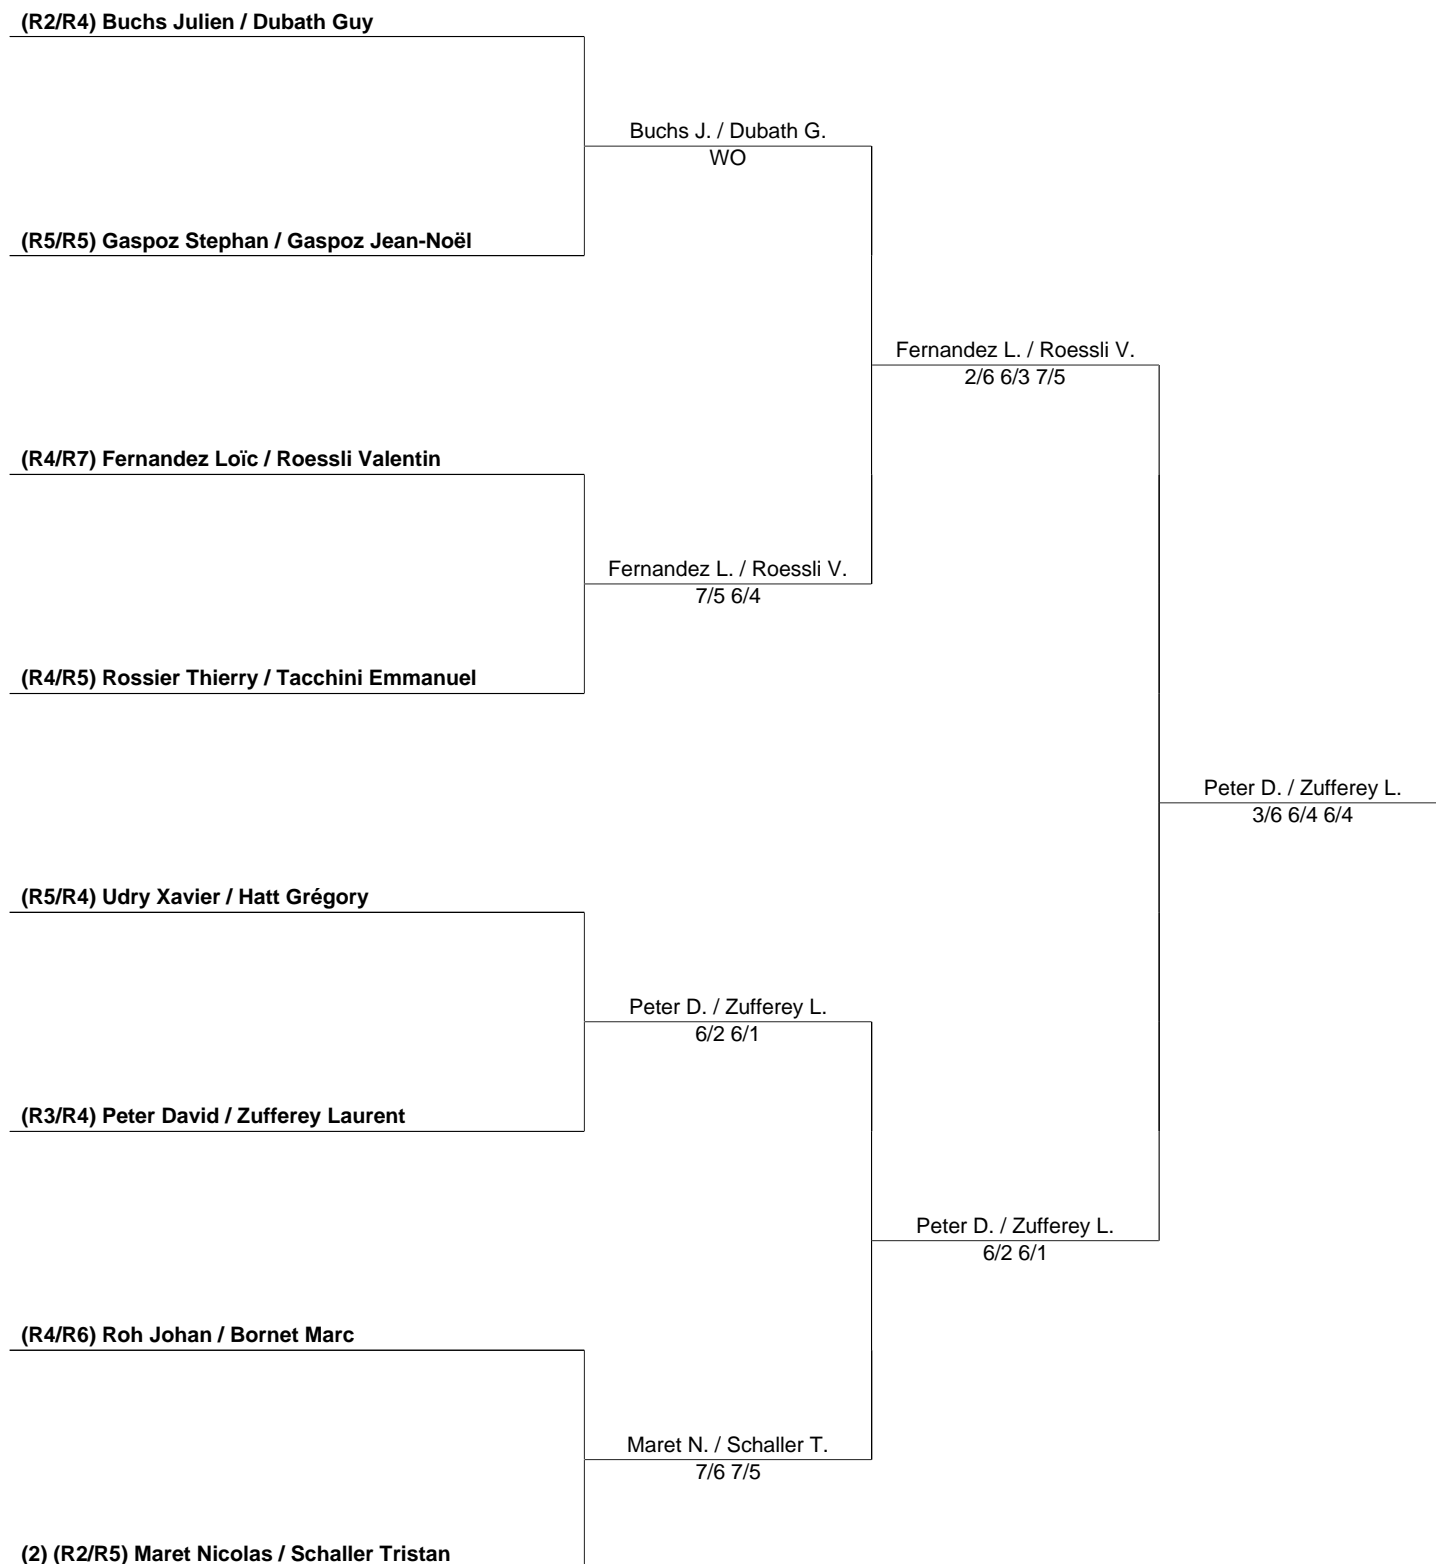 (R2/R4) Buchs Julien / Dubath Guy
Buchs J. / Dubath G.
WO
(R5/R5) Gaspoz Stephan / Gaspoz Jean-Noël
Fernandez L. / Roessli V.
2/6 6/3 7/5
(R4/R7) Fernandez Loïc / Roessli Valentin
Fernandez L. / Roessli V.
7/5 6/4
(R4/R5) Rossier Thierry / Tacchini Emmanuel
Peter D. / Zufferey L.
3/6 6/4 6/4
(R5/R4) Udry Xavier / Hatt Grégory
Peter D. / Zufferey L.
6/2 6/1
(R3/R4) Peter David / Zufferey Laurent
Peter D. / Zufferey L.
6/2 6/1
(R4/R6) Roh Johan / Bornet Marc
Maret N. / Schaller T.
7/6 7/5
(2) (R2/R5) Maret Nicolas / Schaller Tristan